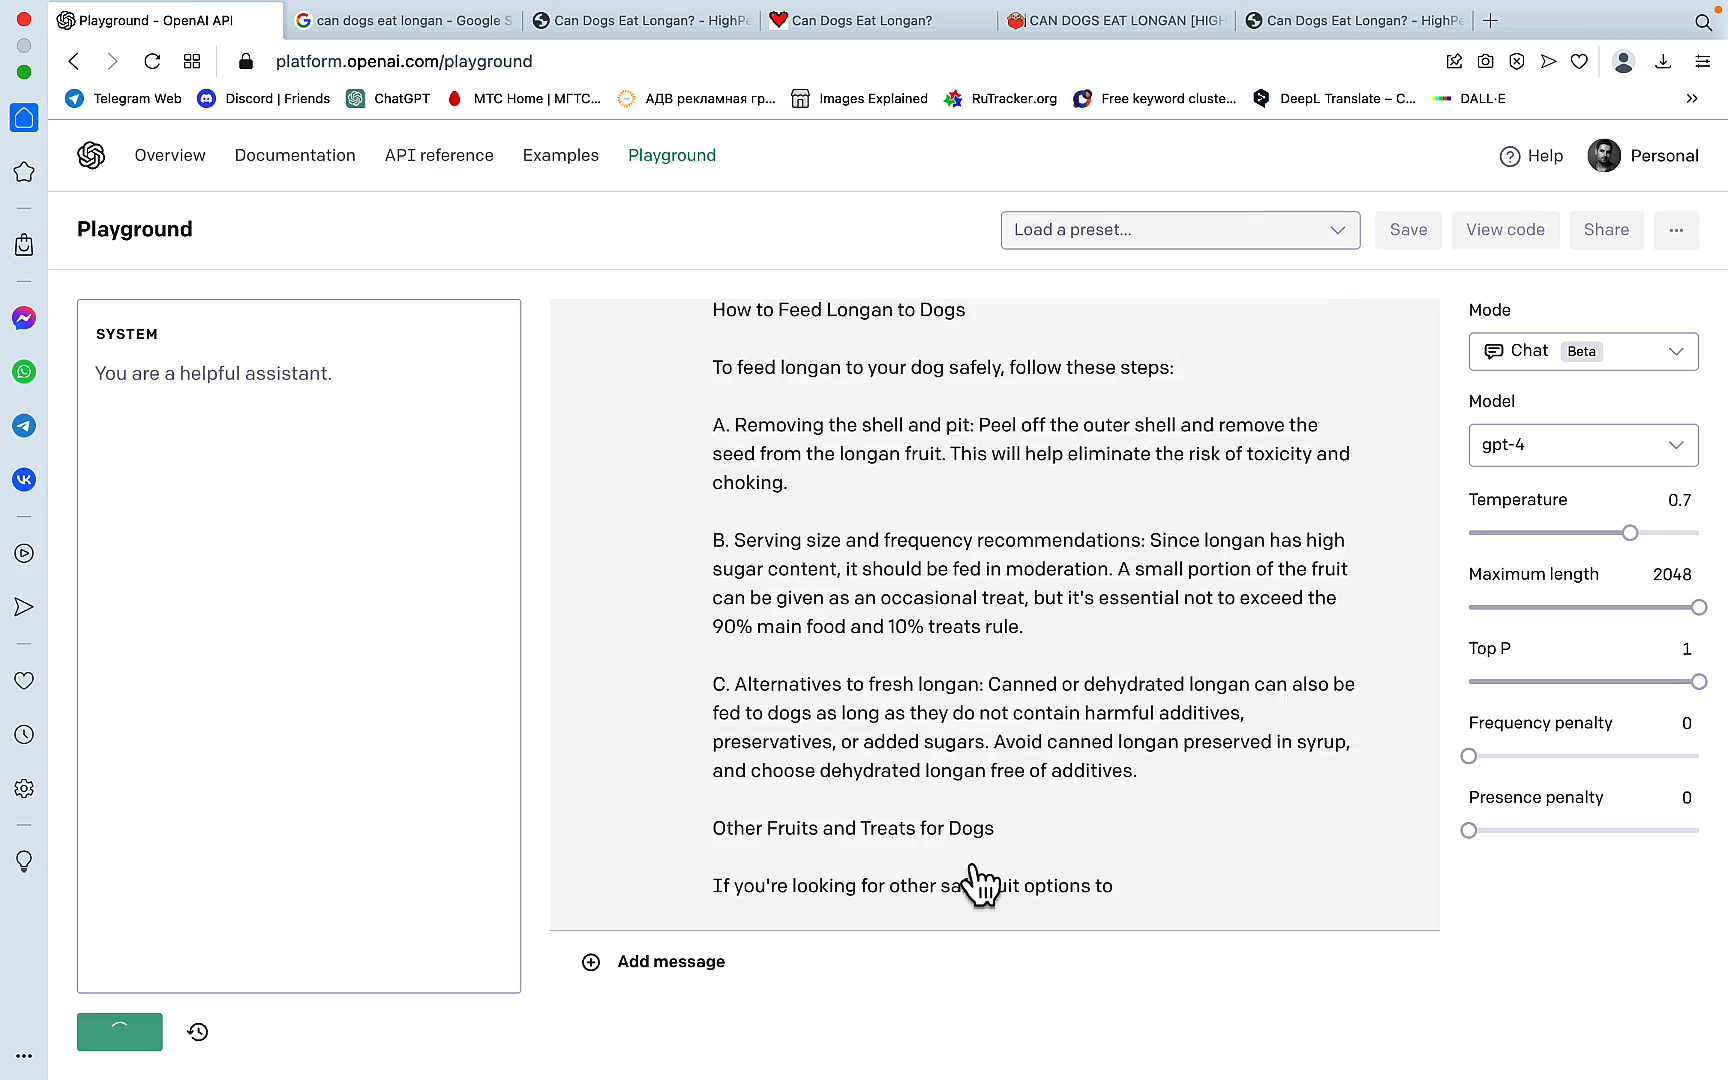 Playground - OpenAI API
can dogs eat longan - Google S
Can Dogs Eat Longan? - HighPe
Can Dogs Eat Longan?
CAN DOGS EAT LONGAN [HIGH
Can Dogs Eat Longan? - HighPe
platform.openai.com/playground
Telegram Web
Discord | Friends
ChatGPT
МТС Home | МГТС...
АДВ рекламная гр...
Images Explained
RuTracker.org
Free keyword cluste...
DeepL Translate – C...
DALL·E
Overview
Documentation
API reference
Examples
Playground
Help
Personal
Playground
Load a preset...
Save
View code
Share
...
SYSTEM
You are a helpful assistant.
How to Feed Longan to Dogs
To feed longan to your dog safely, follow these steps:
A. Removing the shell and pit: Peel off the outer shell and remove the
seed from the longan fruit. This will help eliminate the risk of toxicity and
choking.
B. Serving size and frequency recommendations: Since longan has high
sugar content, it should be fed in moderation. A small portion of the fruit
can be given as an occasional treat, but it's essential not to exceed the
90% main food and 10% treats rule.
C. Alternatives to fresh longan: Canned or dehydrated longan can also be
fed to dogs as long as they do not contain harmful additives,
preservatives, or added sugars. Avoid canned longan preserved in syrup,
and choose dehydrated longan free of additives.
Other Fruits and Treats for Dogs
If you're looking for other options to
Add message
Mode
Chat Beta
Model
gpt-4
Temperature 0.7
Maximum length 2048
Top P 1
Frequency penalty 0
Presence penalty 0